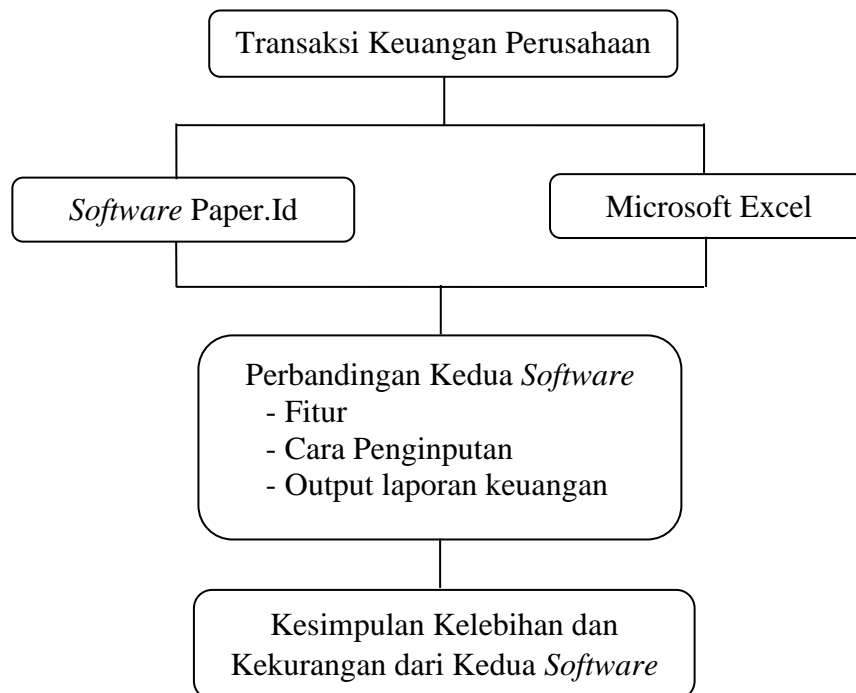 Transaksi Keuangan Perusahaan
Software Paper.Id
Microsoft Excel
Perbandingan Kedua Software
- Fitur
- Cara Penginputan
- Output laporan keuangan
Kesimpulan Kelebihan dan
Kekurangan dari Kedua Software